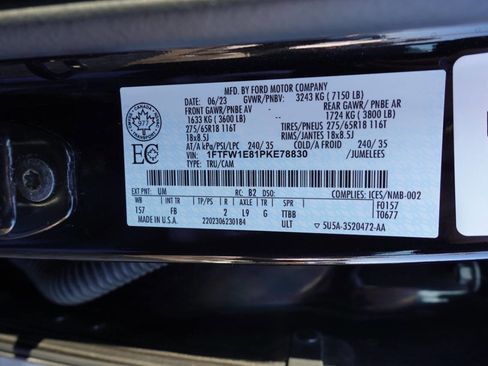 MFD. BY FORD MOTOR COMPANY
DATE: 06/23 GVWR/PNBV: 3243 KG ( 7150 LB)
FRONT GAWR/ PNBE AV REAR GAWR/ PNBE AR
1633 KG ( 3600 LB) 1724 KG ( 3800 LB)
275/65R18 116T TIRES/PNEUS 275/65R18 116T
18x8.5J RIMS/JANTES 18x8.5J
AT/A kPa/PSI/LPC 240/ 35 COLD/A FROID 240/ 35
VIN: 1FTFW1E81PKE78830 /JUMELEES
TYPE: TRU/CAM
CANADA
377
EC
EXT PNT: UM RC: B2 DSO: COMPLIES: ICES/NMB-002
WB INT TP/PS R AXLE TR SPR F0157
157 FB 2 L9 G TTBB T0677
MADE IN U.S.A. 2202306230184 ULT 5U5A-3520472-AA